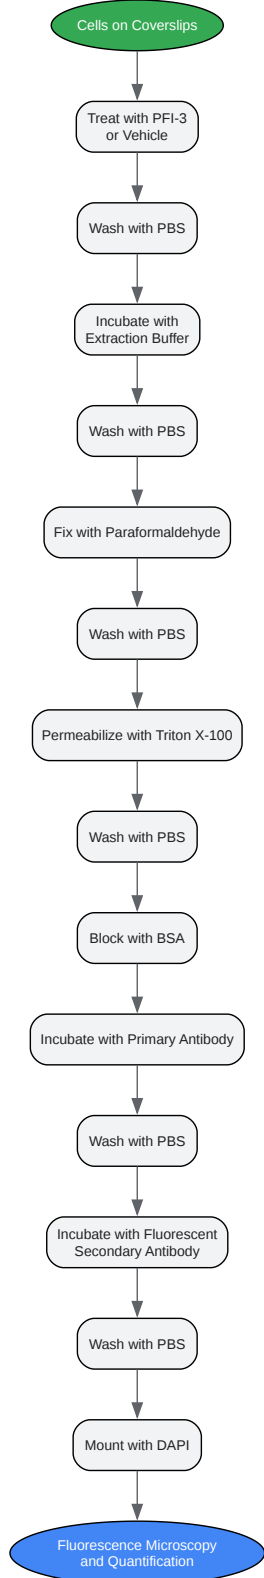 Cells on Coverslips
Treat with PFI-3
or Vehicle
Wash with PBS
Incubate with
Extraction Buffer
Wash with PBS
Fix with Paraformaldehyde
Wash with PBS
Permeabilize with Triton X-100
Wash with PBS
Block with BSA
Incubate with Primary Antibody
Wash with PBS
Incubate with Fluorescent
Secondary Antibody
Wash with PBS
Mount with DAPI
Fluorescence Microscopy
and Quantification